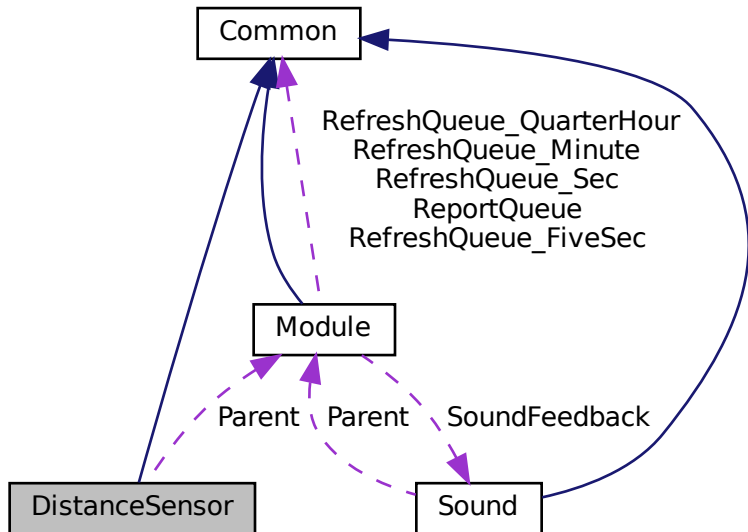 Common
RefreshQueue_QuarterHour
RefreshQueue_Minute
RefreshQueue_Sec
ReportQueue
RefreshQueue_FiveSec
Module
Parent
Parent
SoundFeedback
DistanceSensor
Sound